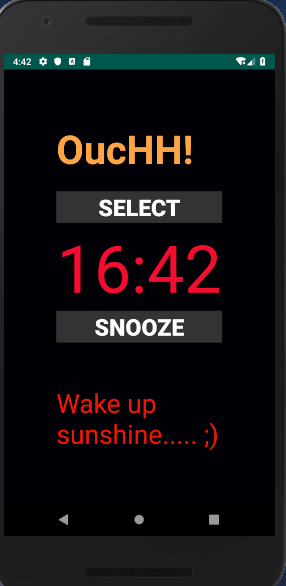 4:42
OucHH!
SELECT
16:42
SNOOZE
Wake up
sunshine..... ;)